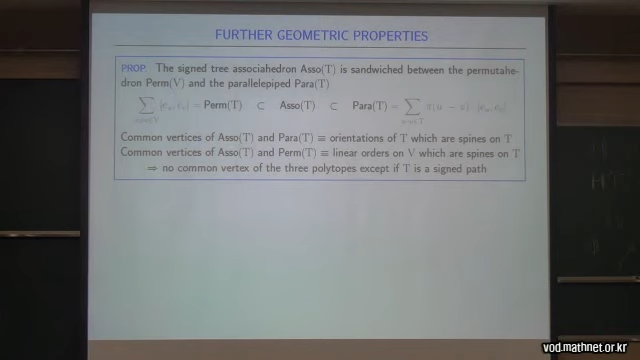 FURTHER GEOMETRIC PROPERTIES
PROP. The signed tree associahedron Asso(T) is sandwiched between the permutahe-
dron Perm(V) and the parallelepiped Para(T)
= Perm(T) ⊂ Asso(T) ⊂ Para(T) =
Common vertices of Asso(T) and Para(T) ≡ orientations of T which are spines on T
Common vertices of Asso(T) and Perm(T) ≡ linear orders on V which are spines on T
⇒ no common vertex of the three polytopes except if T is a signed path
vod.mathnet.or.kr